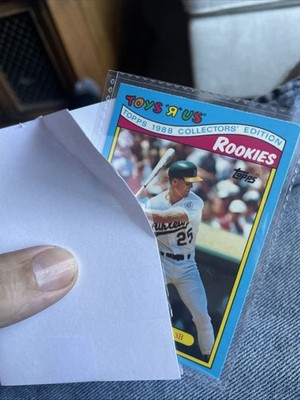 TOYS "R" US
TOPPS 1988 COLLECTORS' EDITION
ROOKIES
Topps
25